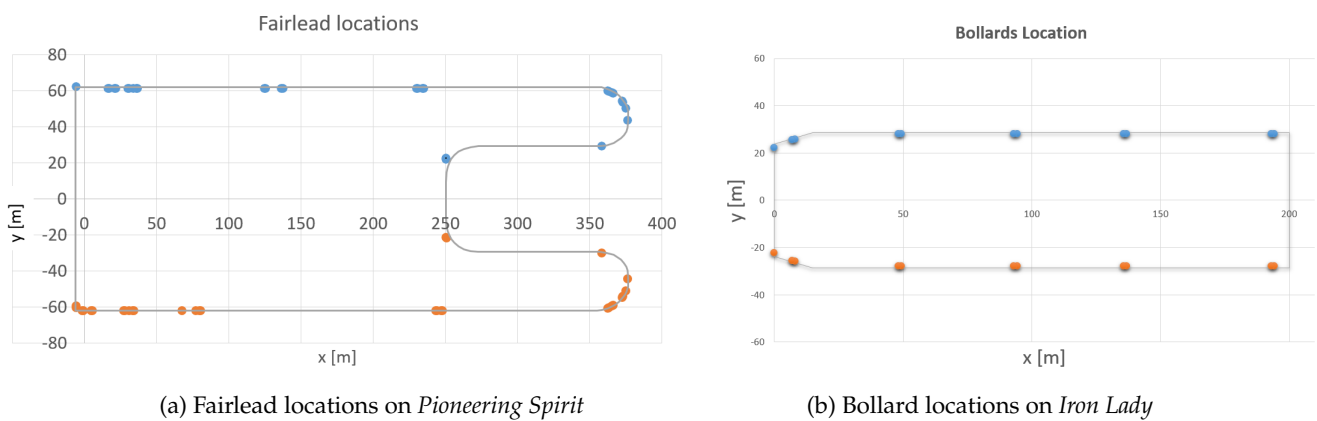 Fairlead locations
80
60
40
20
0
-20
-40
-60
-80
0 50 100 150 200 250 300 350 400
y [m]
x [m]
(a) Fairlead locations on Pioneering Spirit
Bollards Location
60
40
20
0
-20
-40
-60
0 50 100 150 200
y [m]
x [m]
(b) Bollard locations on Iron Lady